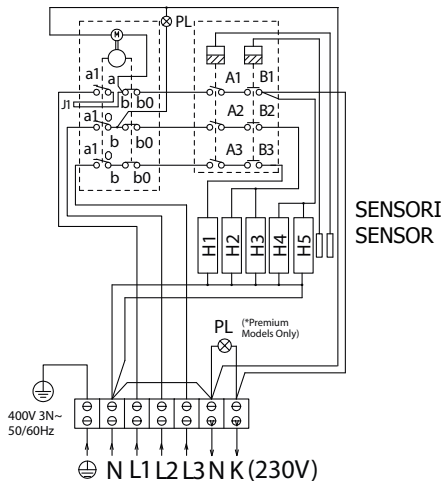 PL
M
a1 a A1 B1
J1 b b0
A2 B2
a1 b b0
A3 B3
a1 b b0
H1 H2 H3 H4 H5
SENSORI
SENSOR
PL (*Premium
Models Only)
400V 3N~
50/60Hz
N L1 L2 L3 N K (230V)